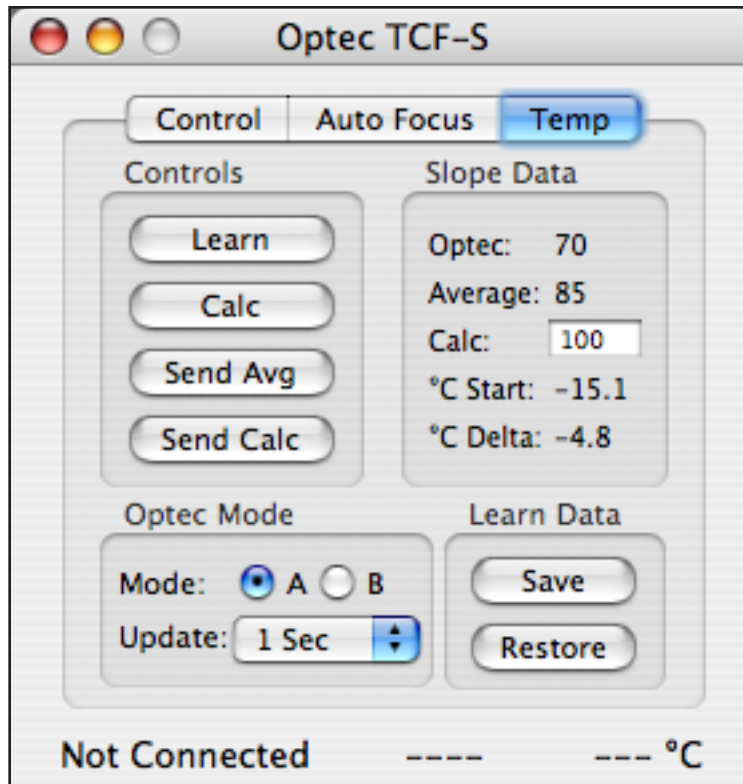 Optec TCF-S
Control Auto Focus Temp
Controls
Learn
Calc
Send Avg
Send Calc
Slope Data
Optec: 70
Average: 85
Calc: 100
°C Start: -15.1
°C Delta: -4.8
Optec Mode
Mode: A B
Update: 1 Sec
Learn Data
Save
Restore
Not Connected ---- --- °C